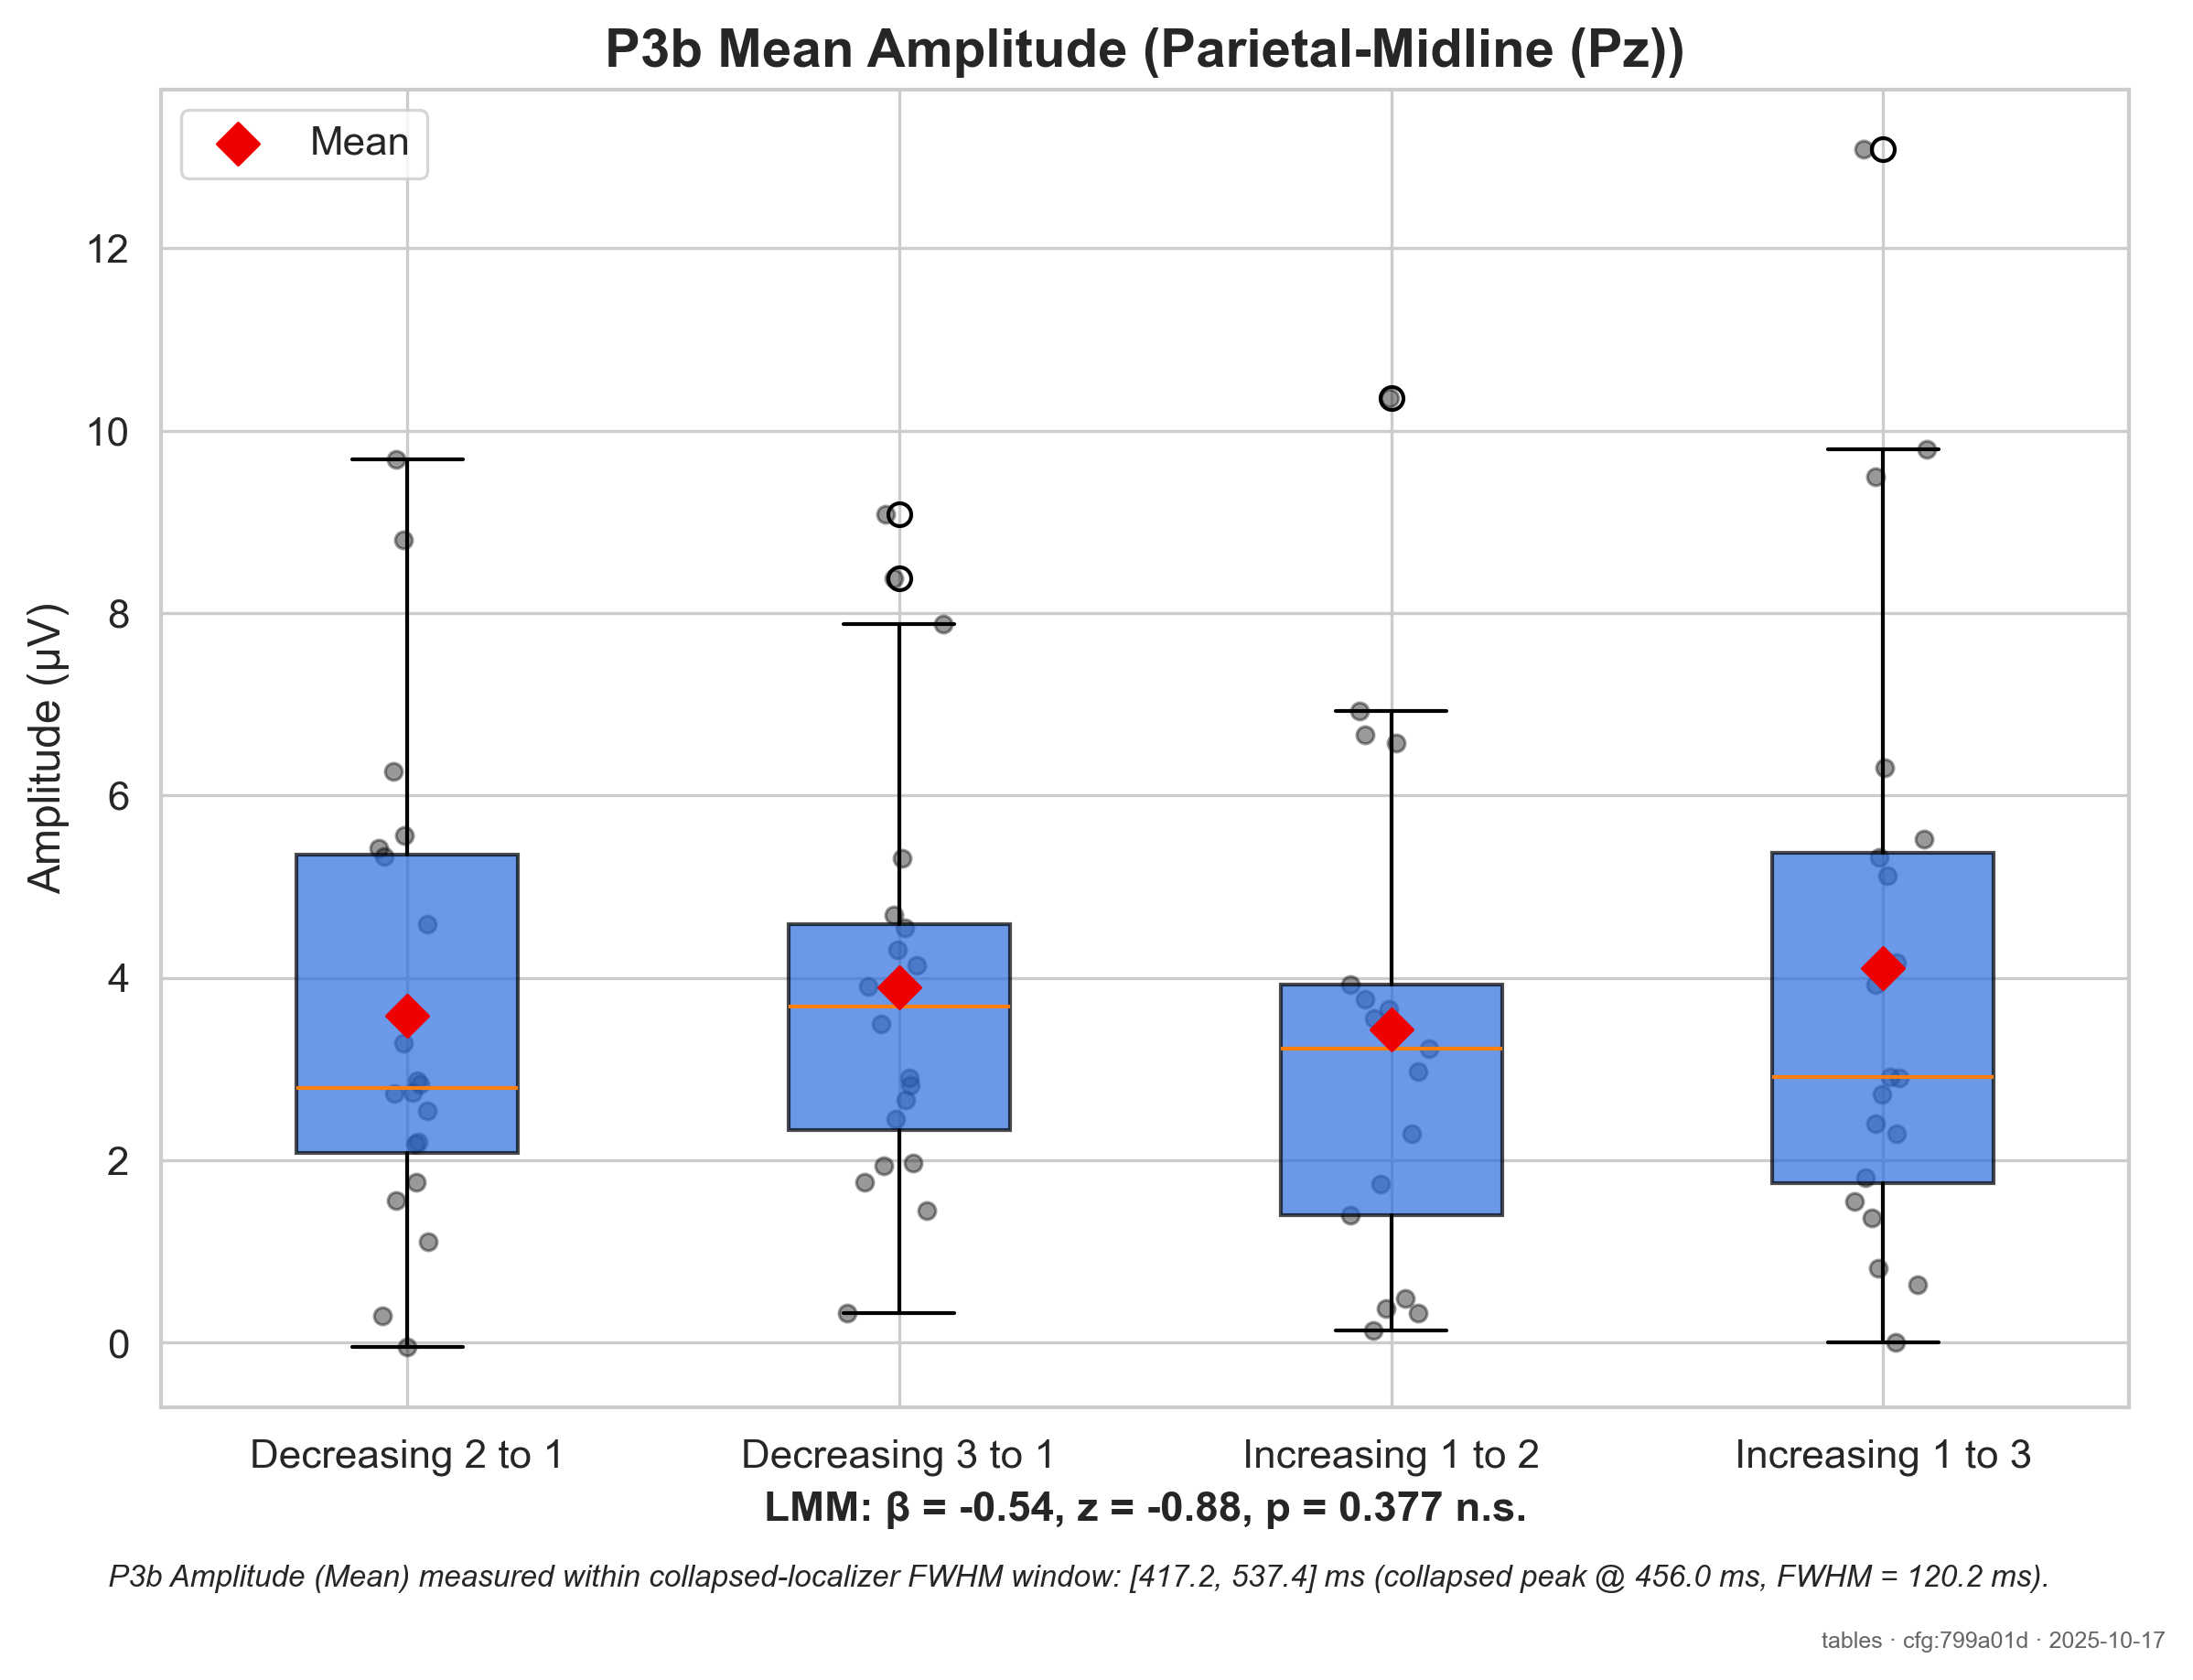 P3b Mean Amplitude (Parietal-Midline (Pz))
Mean
Amplitude (µV)
12
10
8
6
4
2
0
Decreasing 2 to 1
Decreasing 3 to 1
Increasing 1 to 2
Increasing 1 to 3
LMM: β = -0.54, z = -0.88, p = 0.377 n.s.
P3b Amplitude (Mean) measured within collapsed-localizer FWHM window: [417.2, 537.4] ms (collapsed peak @ 456.0 ms, FWHM = 120.2 ms).
tables · cfg:799a01d · 2025-10-17